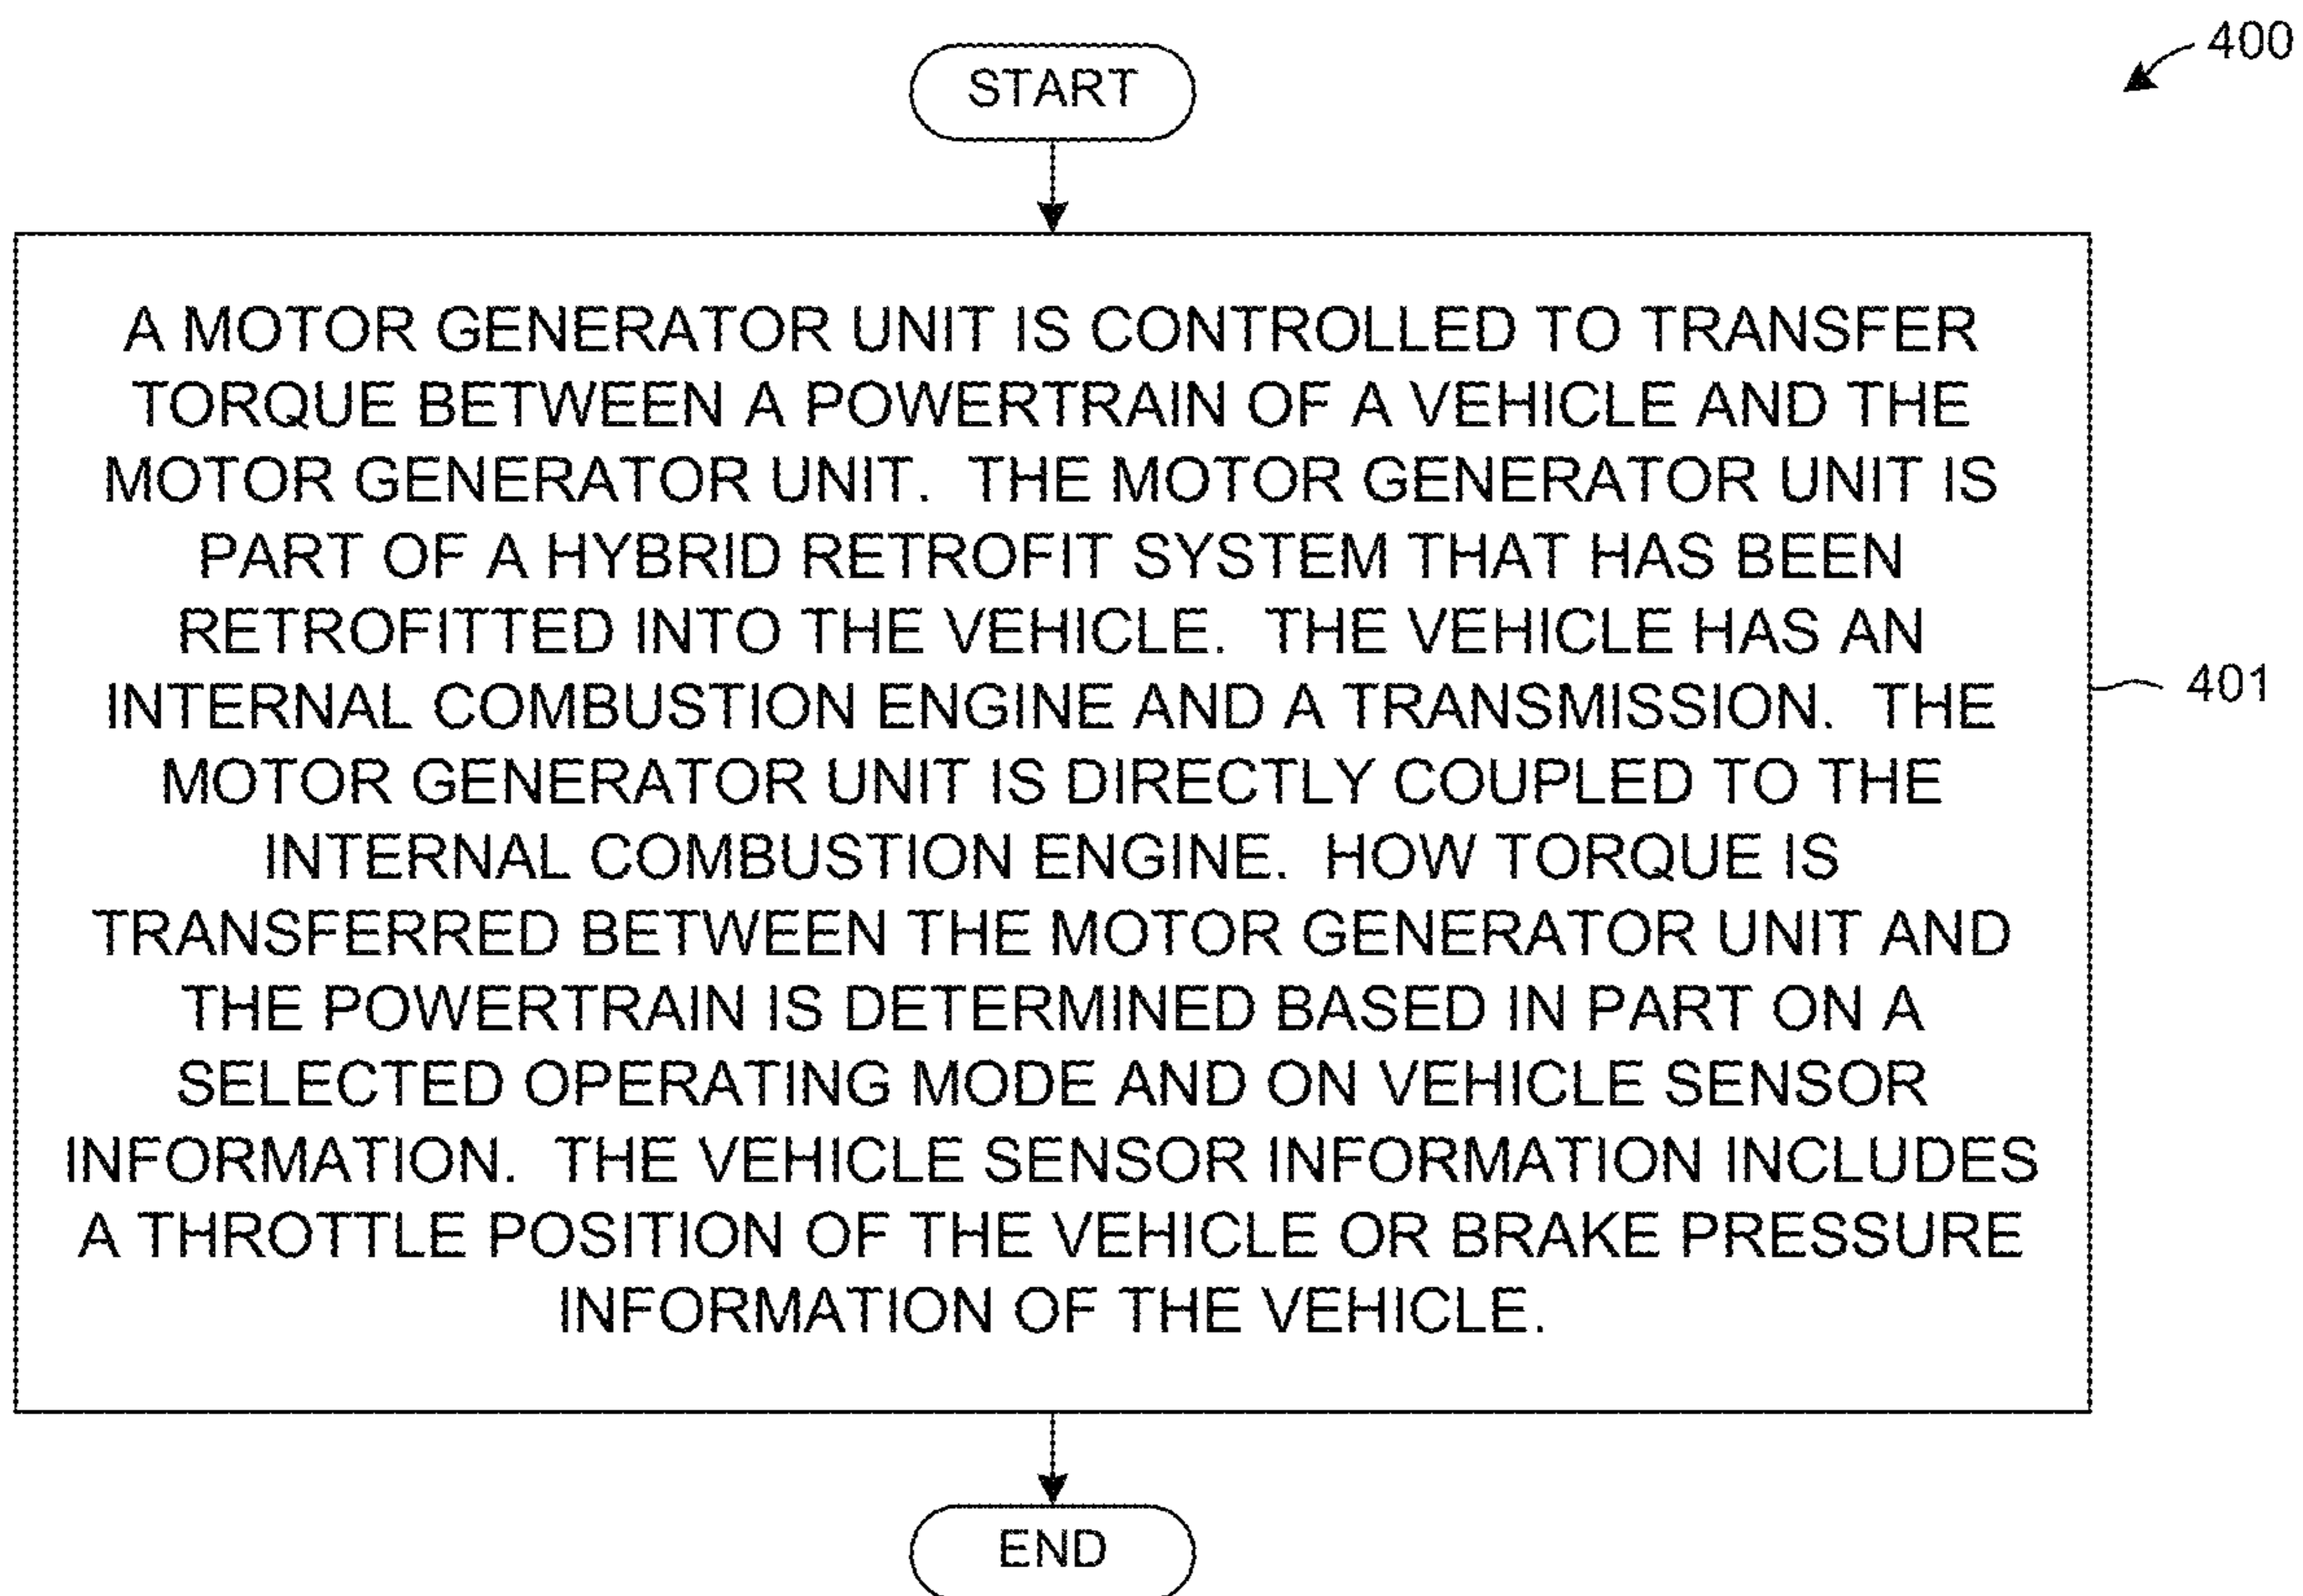 400
START
A MOTOR GENERATOR UNIT IS CONTROLLED TO TRANSFER
TORQUE BETWEEN A POWERTRAIN OF A VEHICLE AND THE
MOTOR GENERATOR UNIT. THE MOTOR GENERATOR UNIT IS
PART OF A HYBRID RETROFIT SYSTEM THAT HAS BEEN
RETROFITTED INTO THE VEHICLE. THE VEHICLE HAS AN
INTERNAL COMBUSTION ENGINE AND A TRANSMISSION. THE
MOTOR GENERATOR UNIT IS DIRECTLY COUPLED TO THE
INTERNAL COMBUSTION ENGINE. HOW TORQUE IS
TRANSFERRED BETWEEN THE MOTOR GENERATOR UNIT AND
THE POWERTRAIN IS DETERMINED BASED IN PART ON A
SELECTED OPERATING MODE AND ON VEHICLE SENSOR
INFORMATION. THE VEHICLE SENSOR INFORMATION INCLUDES
A THROTTLE POSITION OF THE VEHICLE OR BRAKE PRESSURE
INFORMATION OF THE VEHICLE.
401
END